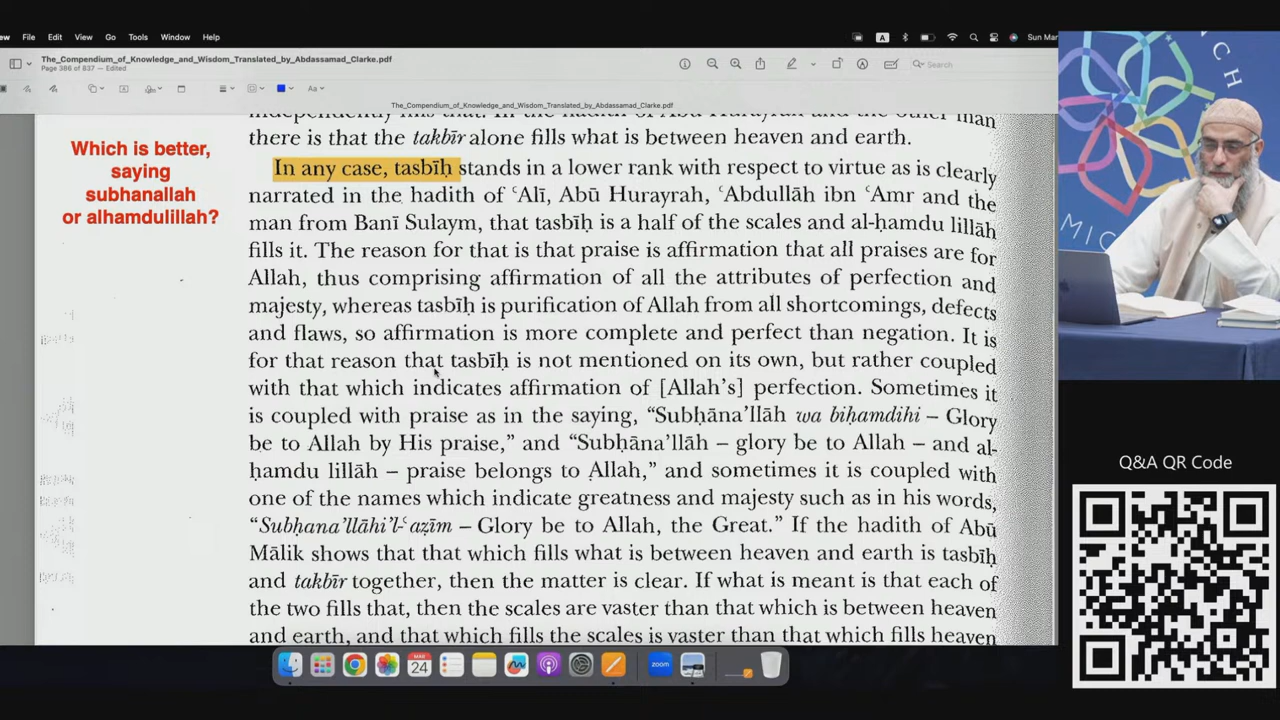 File Edit View Go Tools Window Help
A
Sun Mar
The_Compendium_of_Knowledge_and_Wisdom_Translated_by_Abdassamad_Clarke.pdf
Page 386 of 837 – Edited
Search
Aa
The_Compendium_of_Knowledge_and_Wisdom_Translated_by_Abdassamad_Clarke.pdf
there is that the takbīr alone fills what is between heaven and earth.
Which is better,
saying
subhanallah
or alhamdulillah?
In any case, tasbīḥ stands in a lower rank with respect to virtue as is clearly
narrated in the hadith of ʿAlī, Abū Hurayrah, ʿAbdullāh ibn ʿAmr and the
man from Banī Sulaym, that tasbīḥ is a half of the scales and al-ḥamdu lillāh
fills it. The reason for that is that praise is affirmation that all praises are for
Allah, thus comprising affirmation of all the attributes of perfection and
majesty, whereas tasbīḥ is purification of Allah from all shortcomings, defects
and flaws, so affirmation is more complete and perfect than negation. It is
for that reason that tasbīḥ is not mentioned on its own, but rather coupled
with that which indicates affirmation of [Allah's] perfection. Sometimes it
is coupled with praise as in the saying, “Subḥāna’llāh wa biḥamdihi – Glory
be to Allah by His praise,” and “Subḥāna’llāh – glory be to Allah – and al-
ḥamdu lillāh – praise belongs to Allah,” and sometimes it is coupled with
one of the names which indicate greatness and majesty such as in his words,
“Subḥana’llāhi’l-ʿaẓīm – Glory be to Allah, the Great.” If the hadith of Abū
Mālik shows that that which fills what is between heaven and earth is tasbīḥ
and takbīr together, then the matter is clear. If what is meant is that each of
the two fills that, then the scales are vaster than that which is between heaven
and earth, and that which fills the scales is vaster than that which fills heaven
MAR
24
zoom
Q&A QR Code